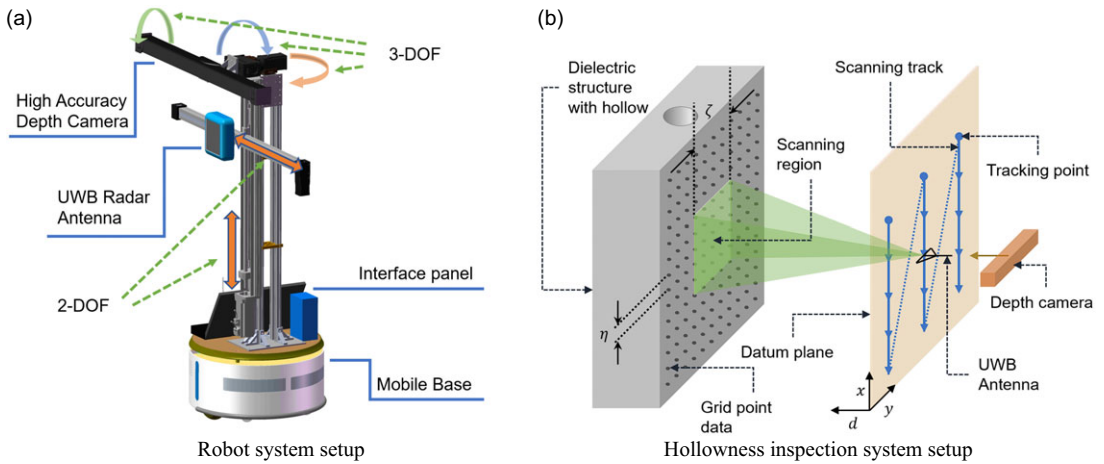 (a)
3-DOF
High Accuracy
Depth Camera
UWB Radar
Antenna
2-DOF
Interface panel
Mobile Base
Robot system setup
(b)
Dielectric
structure
with hollow
ζ
Scanning
region
Scanning track
Tracking point
Depth camera
η
Datum plane
UWB
Antenna
Grid point
data
x
y
d
Hollowness inspection system setup